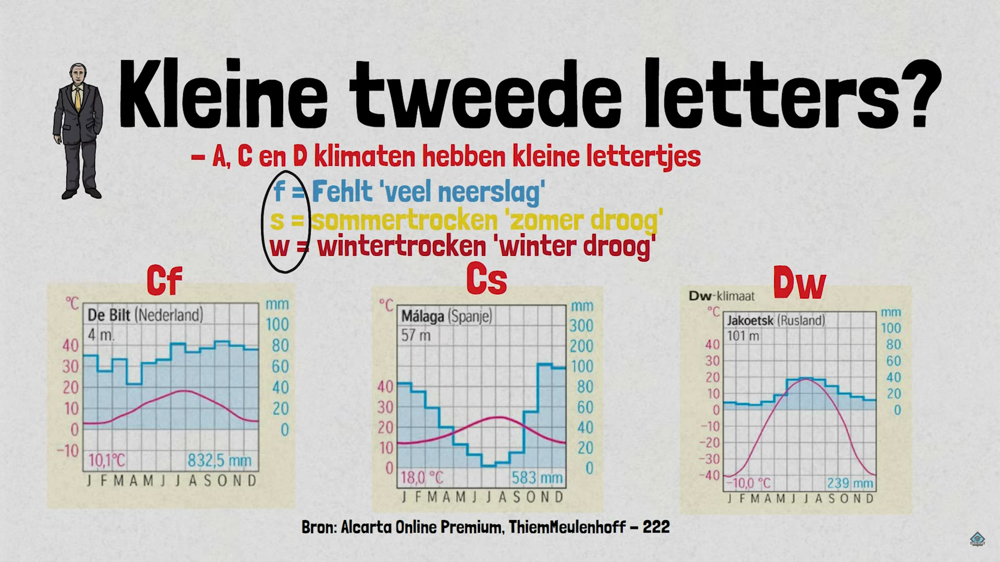 Kleine tweede letters?
– A, C en D klimaten hebben kleine lettertjes
f = Fehlt 'veel neerslag'
s = sommertrocken 'zomer droog'
w = wintertrocken 'winter droog'
Cf
°C
mm
De Bilt (Nederland)
4 m.
100
40
80
30
60
20
40
10
20
0
0
–10
10,1°C
832,5 mm
J F M A M J J A S O N D
Cs
°C
mm
Málaga (Spanje)
57 m
300
200
100
40
80
30
60
20
40
10
20
0
0
18,0 °C
583 mm
J F M A M J J A S O N D
Dw
Dw-klimaat
°C
mm
Jakoetsk (Rusland)
101 m
100
40
80
30
60
20
40
10
20
0
0
–10
–20
–30
–40
–10,0 °C
239 mm
J F M A M J J A S O N D
Bron: Alcarta Online Premium, ThiemMeulenhoff – 222